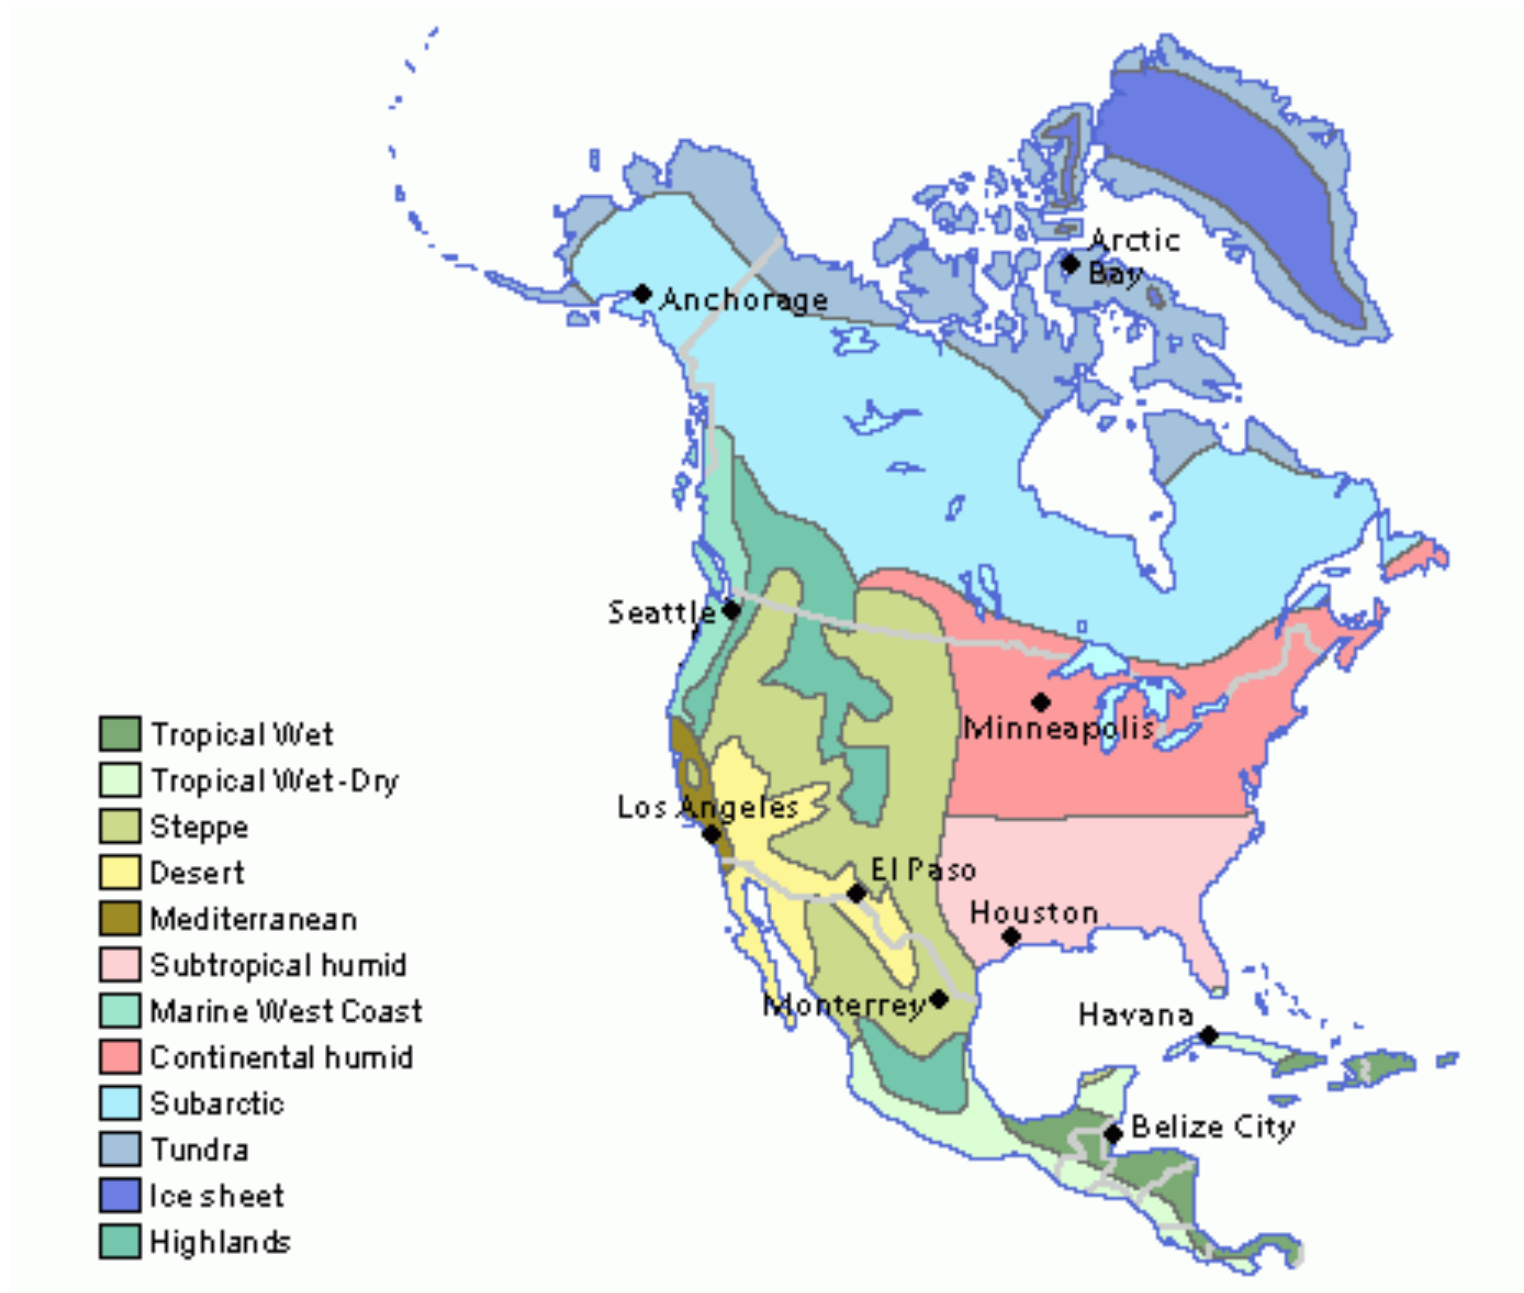 Arctic
Bay
Anchorage
Seattle
Minneapolis
Los Angeles
El Paso
Houston
Monterrey
Havana
Belize City
Tropical Wet
Tropical Wet-Dry
Steppe
Desert
Mediterranean
Subtropical humid
Marine West Coast
Continental humid
Subarctic
Tundra
Ice sheet
Highlands